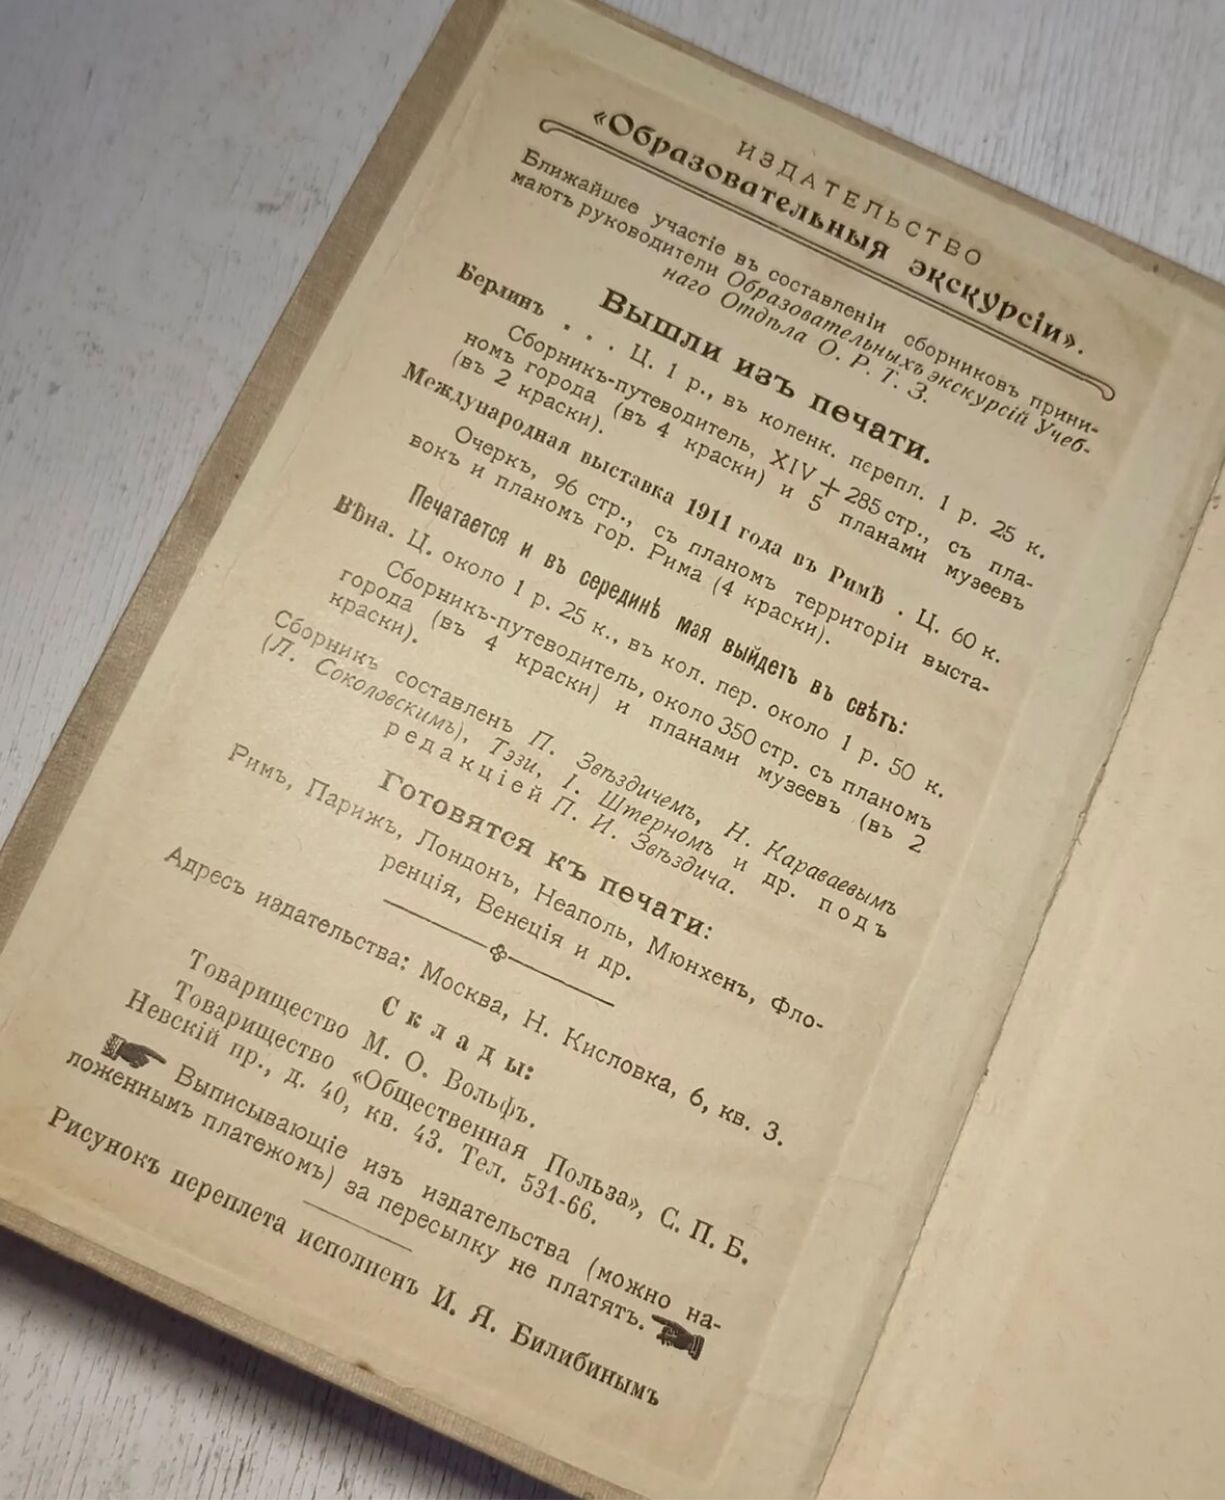 ИЗДАТЕЛЬСТВО
«Образовательныя экскурсіи».
Ближайшее участіе въ составленіи сборниковъ прини-
маютъ руководители Образовательныхъ экскурсій Учеб-
наго Отдѣла О. Р. Т. З.
Вышли изъ печати.
Берлинъ . . . Ц. 1 р., въ коленк. перепл. 1 р. 25 к.
Сборникъ-путеводитель, XIV+285 стр., съ пла-
номъ города (въ 4 краски) и 5 планами музеевъ
(въ 2 краски).
Международная выставка 1911 года въ Римѣ . Ц. 60 к.
Очеркъ, 96 стр., съ планомъ территоріи выста-
вокъ и планомъ гор. Рима (4 краски).
Печатается и въ серединѣ мая выйдетъ въ свѣтъ:
Вѣна. Ц. около 1 р. 25 к., въ кол. пер. около 1 р. 50 к.
Сборникъ-путеводитель, около 350 стр. съ планомъ
города (въ 4 краски) и планами музеевъ (въ 2
краски).
Сборникъ составленъ П. Звѣздичемъ, Н. Караваевымъ
(Л. Соколовскимъ), Тэзи, І. Штерномъ и др. подъ
редакціей П. И. Звѣздича.
Готовятся къ печати:
Римъ, Парижъ, Лондонъ, Неаполь, Мюнхенъ, Фло-
ренція, Венеція и др.
Адресъ издательства: Москва, Н. Кисловка, 6, кв. 3.
Склады:
Товарищество М. О. Вольфъ.
Товарищество «Общественная Польза», С. П. Б.
Невскій пр., д. 40, кв. 43. Тел. 531-66.
Выписывающіе изъ издательства (можно на-
ложеннымъ платежомъ) за пересылку не платятъ.
Рисунокъ переплета исполненъ И. Я. Билибинымъ